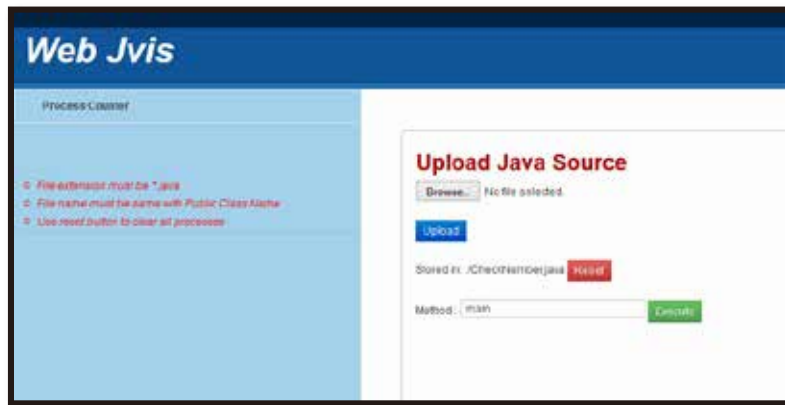 Web Jvis
Process Counter
File extension must be *.java
File name must be same with Public Class Name
Use reset button to clear all processes
Upload Java Source
Browse... No file selected.
Upload
Stored in: ./CheckNumber.java Reset
Method: main Execute